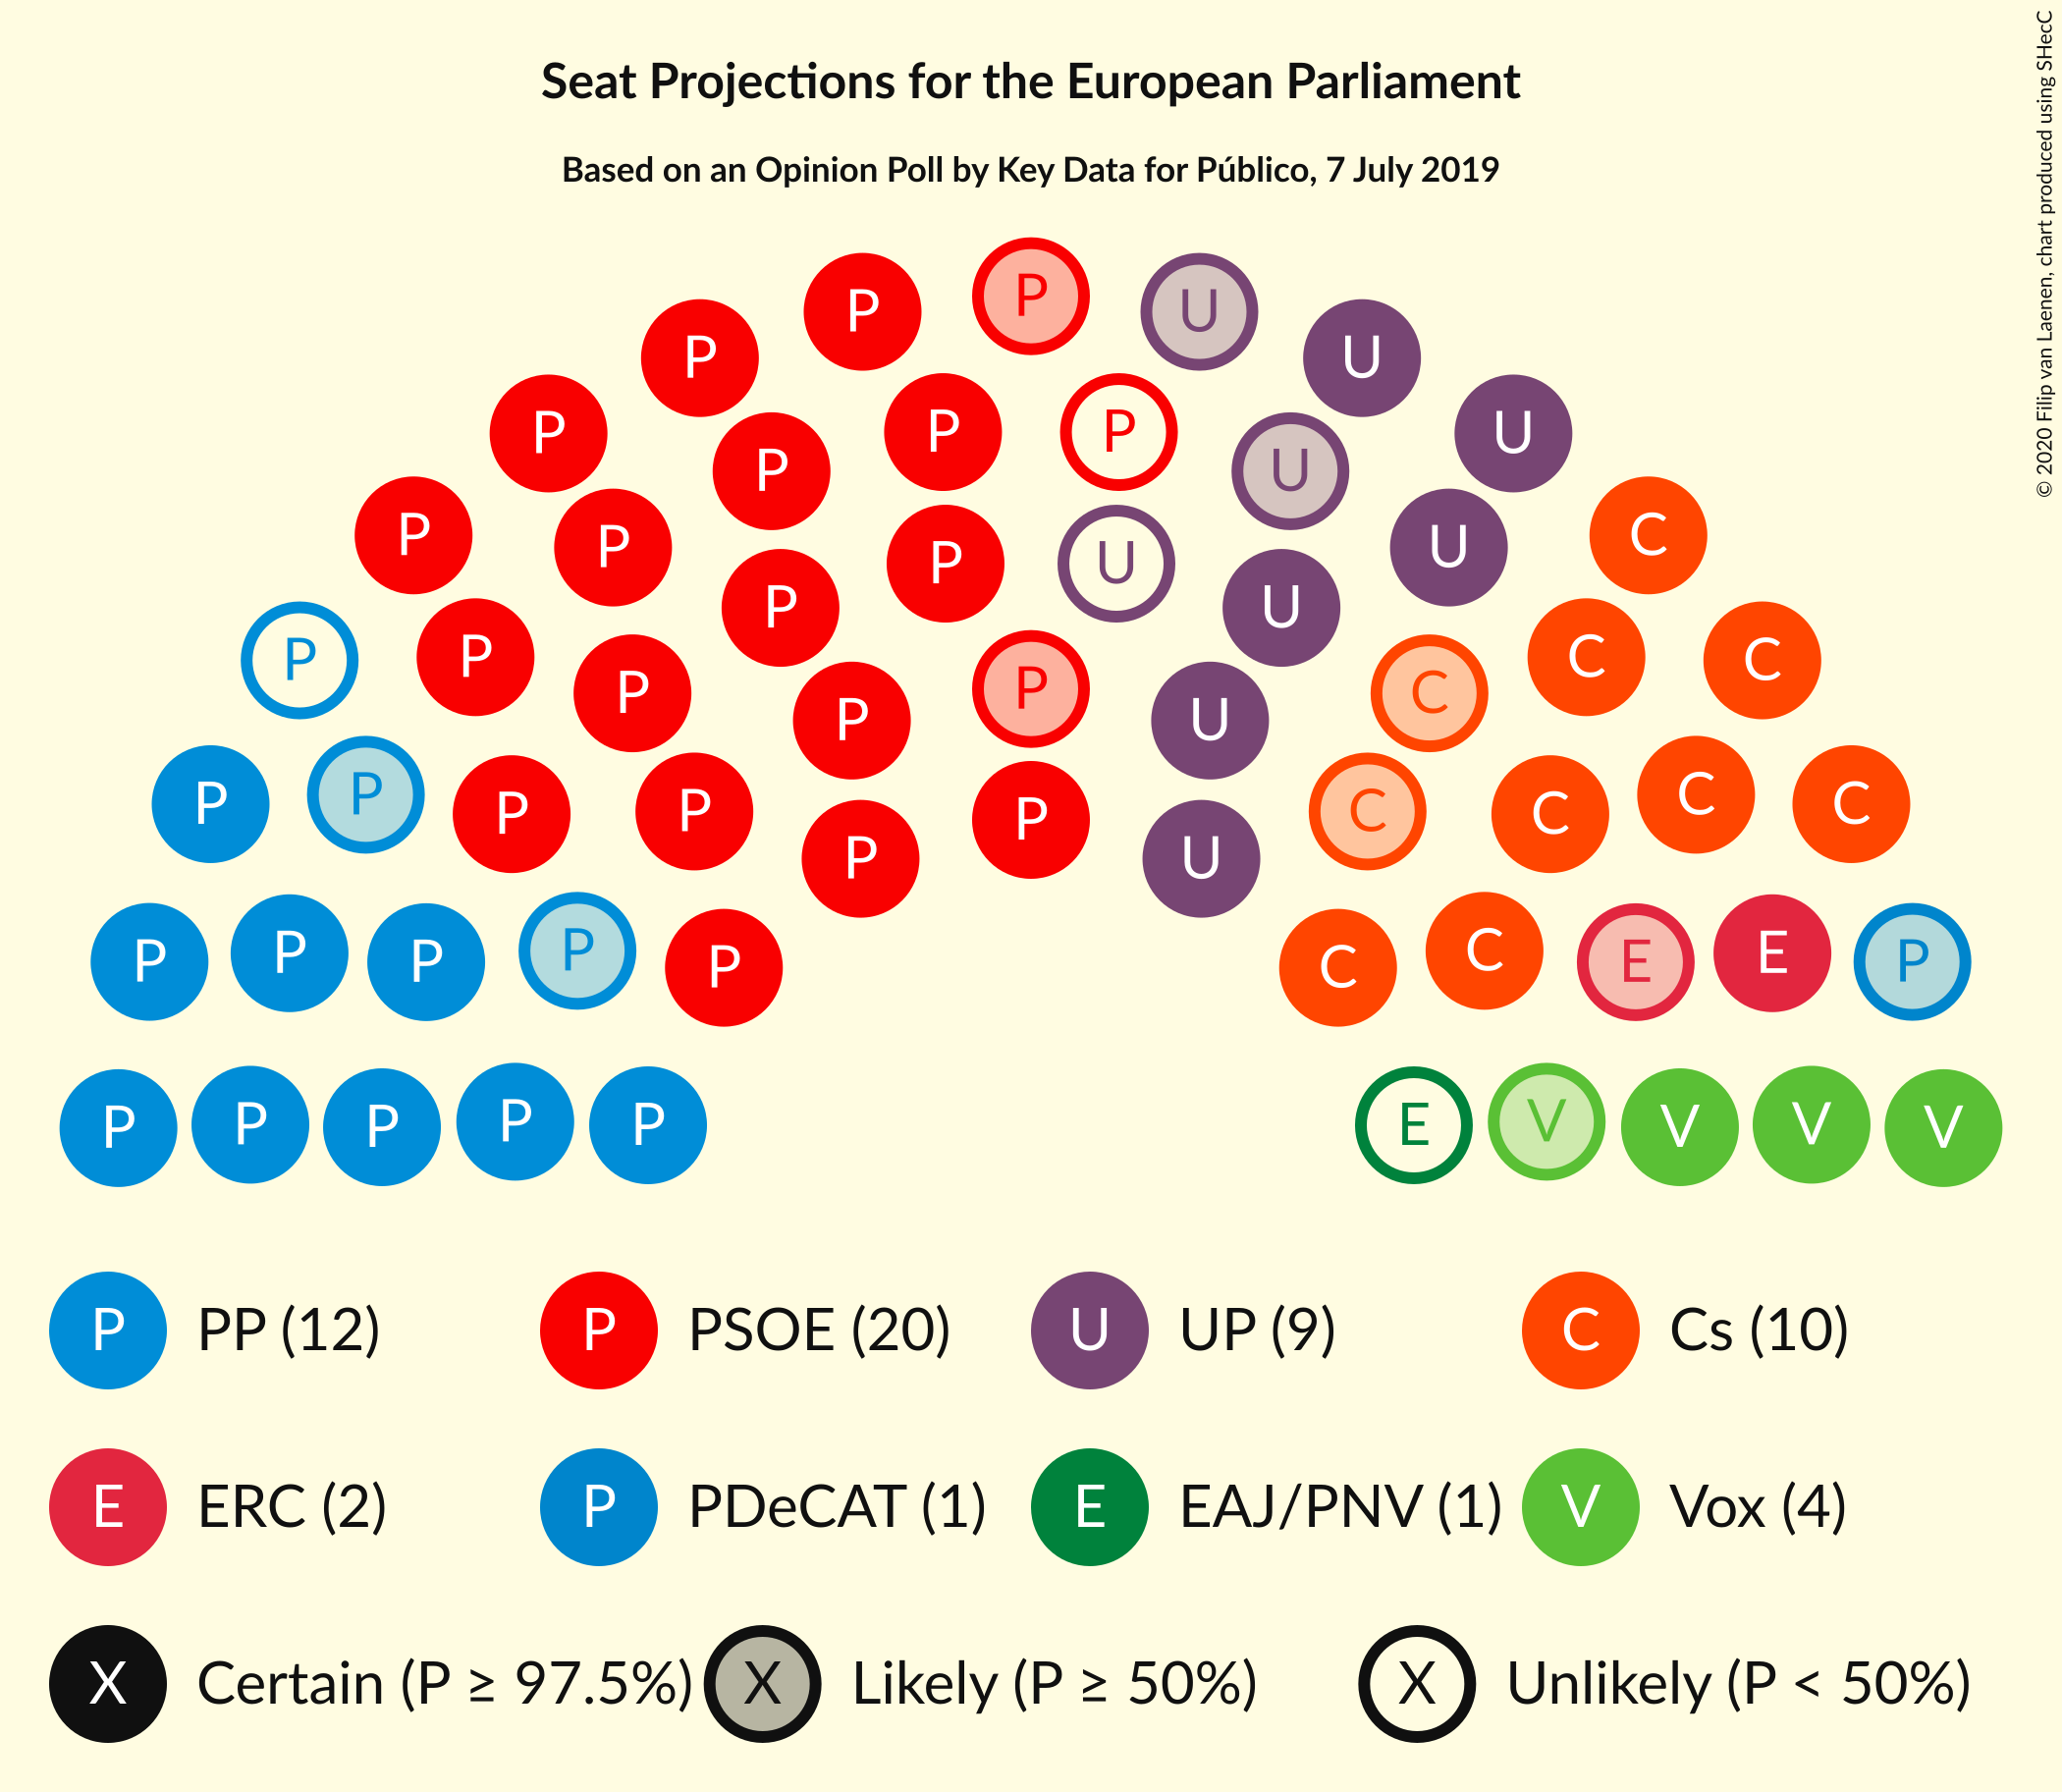 Seat Projections for the European Parliament
Based on an Opinion Poll by Key Data for Público, 7 July 2019
© 2020 Filip van Laenen, chart produced using SHecC
P P U
P U
P P P U
P U
P U
P P U C
P P U
P P C
P P C
P P U
P P C C
P P C C
P P C
P U
P P P P C C E E P
P C
P P P P P E V V V V
P PP (12) P PSOE (20) U UP (9) C Cs (10)
E ERC (2) P PDeCAT (1) E EAJ/PNV (1) V Vox (4)
X Certain (P ≥ 97.5%) X Likely (P ≥ 50%) X Unlikely (P < 50%)